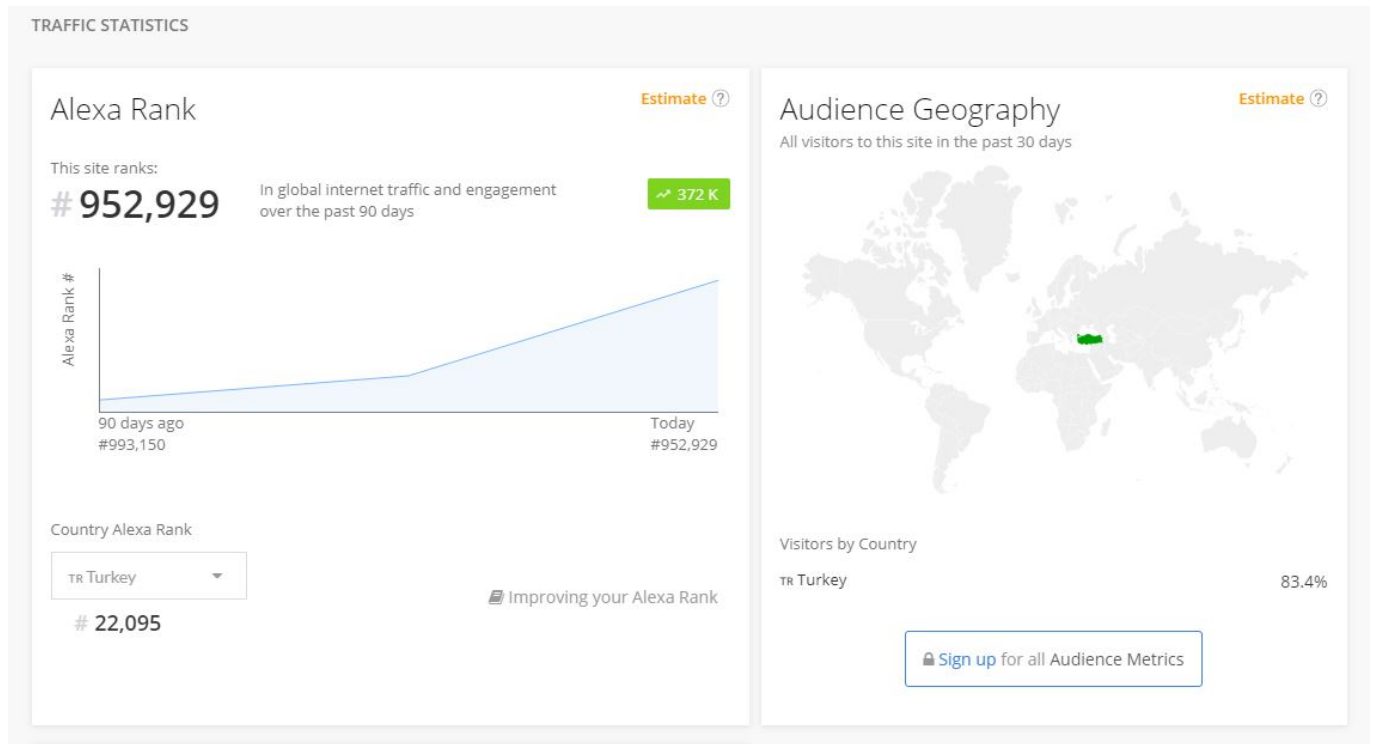 TRAFFIC STATISTICS
Alexa Rank
Estimate ?
This site ranks:
# 952,929
In global internet traffic and engagement
over the past 90 days
372 K
Alexa Rank #
90 days ago
#993,150
Today
#952,929
Country Alexa Rank
TR Turkey
# 22,095
Improving your Alexa Rank
Audience Geography
Estimate ?
All visitors to this site in the past 30 days
Visitors by Country
TR Turkey 83.4%
Sign up for all Audience Metrics